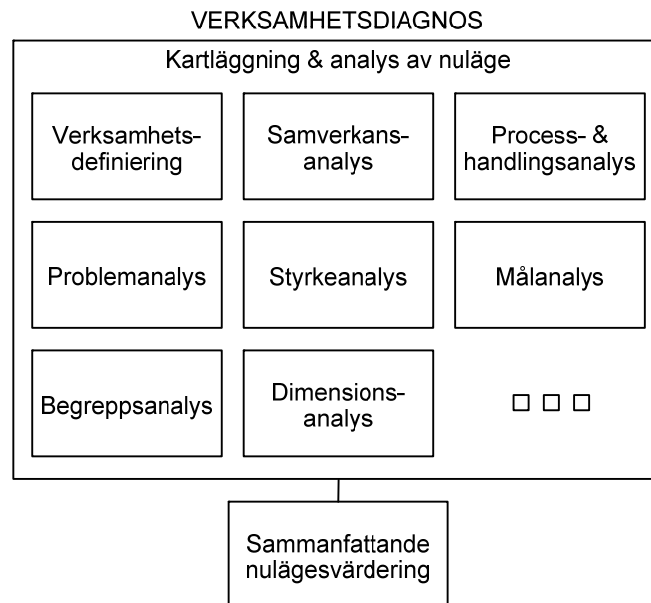 VERKSAMHETSDIAGNOS
Kartläggning & analys av nuläge
Verksamhets-
definiering
Samverkans-
analys
Process- &
handlingsanalys
Problemanalys
Styrkeanalys
Målanalys
Begreppsanalys
Dimensions-
analys
Sammanfattande
nulägesvärdering